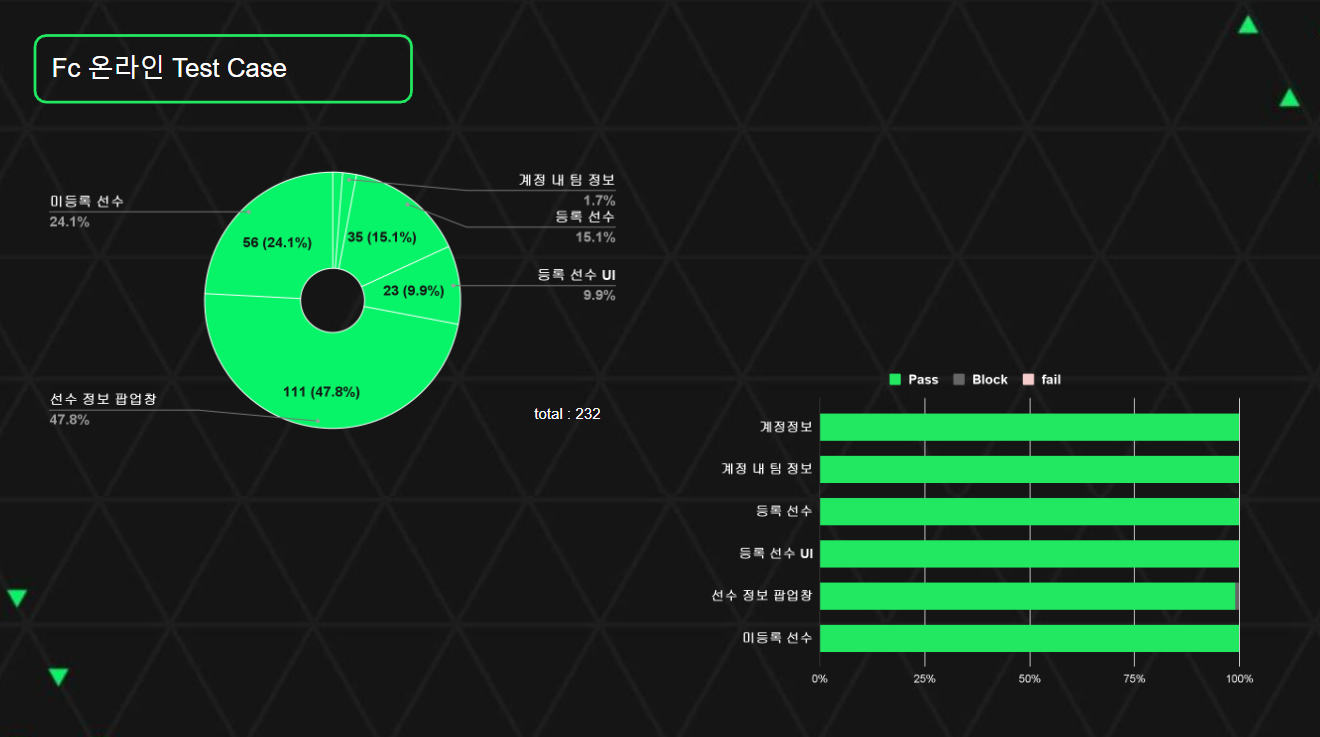 Fc 온라인 Test Case
미등록 선수
24.1%
56 (24.1%)
35 (15.1%)
23 (9.9%)
111 (47.8%)
계정 내 팀 정보
1.7%
등록 선수
15.1%
등록 선수 UI
9.9%
선수 정보 팝업창
47.8%
total : 232
Pass Block fail
계정정보
계정 내 팀 정보
등록 선수
등록 선수 UI
선수 정보 팝업창
미등록 선수
0% 25% 50% 75% 100%